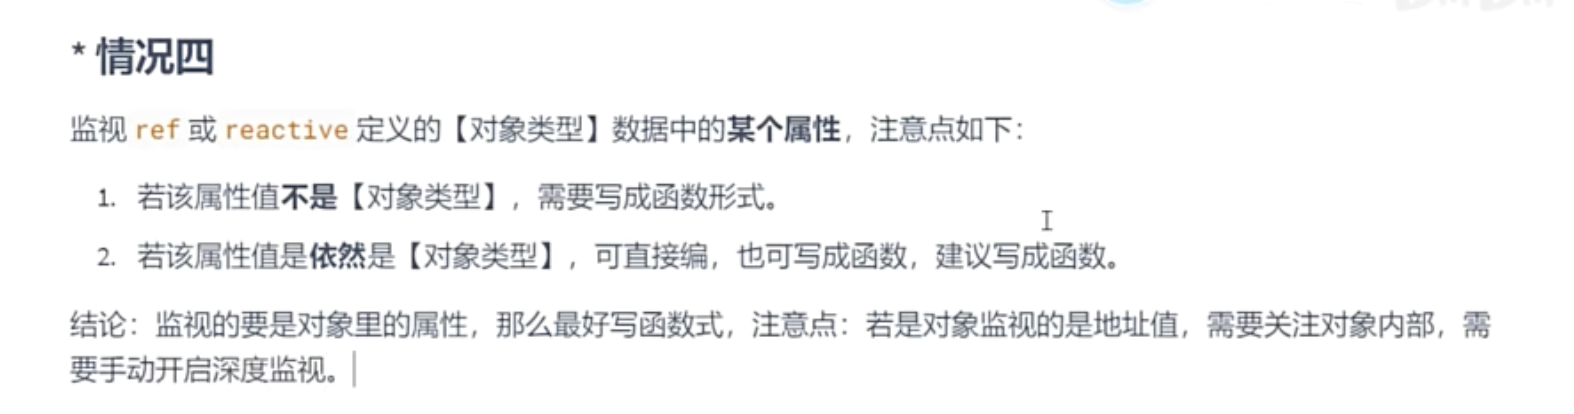 * 情况四
监视 ref 或 reactive 定义的【对象类型】数据中的某个属性，注意点如下：
1. 若该属性值不是【对象类型】，需要写成函数形式。
2. 若该属性值是依然是【对象类型】，可直接编，也可写成函数，建议写成函数。
结论：监视的要是对象里的属性，那么最好写函数式，注意点：若是对象监视的是地址值，需要关注对象内部，需
要手动开启深度监视。